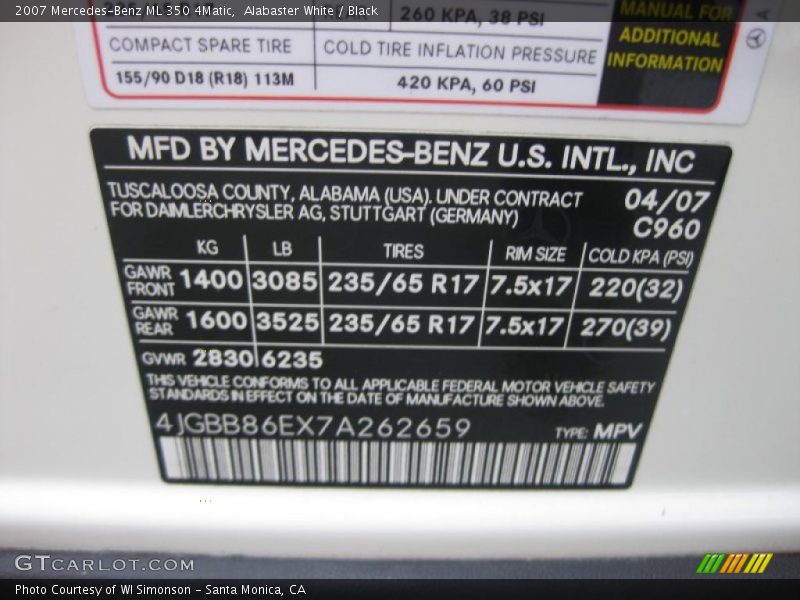 2007 Mercedes-Benz ML 350 4Matic, Alabaster White / Black
260 KPA, 38 PSI
MANUAL FOR
ADDITIONAL
INFORMATION
COMPACT SPARE TIRE COLD TIRE INFLATION PRESSURE
155/90 D18 (R18) 113M 420 KPA, 60 PSI
MFD BY MERCEDES-BENZ U.S. INTL., INC
TUSCALOOSA COUNTY, ALABAMA (USA). UNDER CONTRACT 04/07
FOR DAIMLERCHRYSLER AG, STUTTGART (GERMANY) C960
KG LB TIRES RIM SIZE COLD KPA (PSI)
GAWR FRONT 1400 3085 235/65 R17 7.5x17 220(32)
GAWR REAR 1600 3525 235/65 R17 7.5x17 270(39)
GVWR 2830 6235
THIS VEHICLE CONFORMS TO ALL APPLICABLE FEDERAL MOTOR VEHICLE SAFETY
STANDARDS IN EFFECT ON THE DATE OF MANUFACTURE SHOWN ABOVE.
4JGBB86EX7A262659 TYPE: MPV
GTCARLOT.COM
Photo Courtesy of WI Simonson - Santa Monica, CA